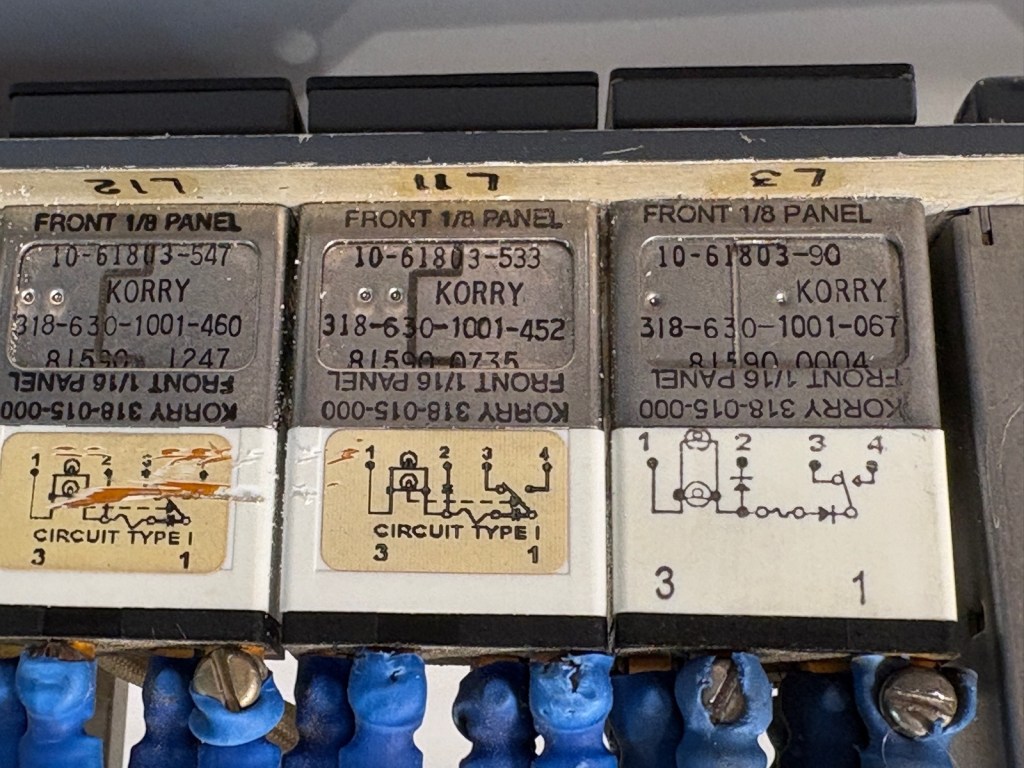 L12
FRONT 1/8 PANEL
10-61803-547
KORRY
318-630-1001-460
81590 1247
FRONT 1/16 PANEL
KORRY 318-015-000
1 2 3
CIRCUIT TYPE I
3 1
L11
FRONT 1/8 PANEL
10-61803-533
KORRY
318-630-1001-452
81590 0735
FRONT 1/16 PANEL
KORRY 318-015-000
1 2 3 4
CIRCUIT TYPE I
3 1
L3
FRONT 1/8 PANEL
10-61803-90
KORRY
318-630-1001-067
81590 0004
FRONT 1/16 PANEL
KORRY 318-015-000
1 2 3 4
3 1